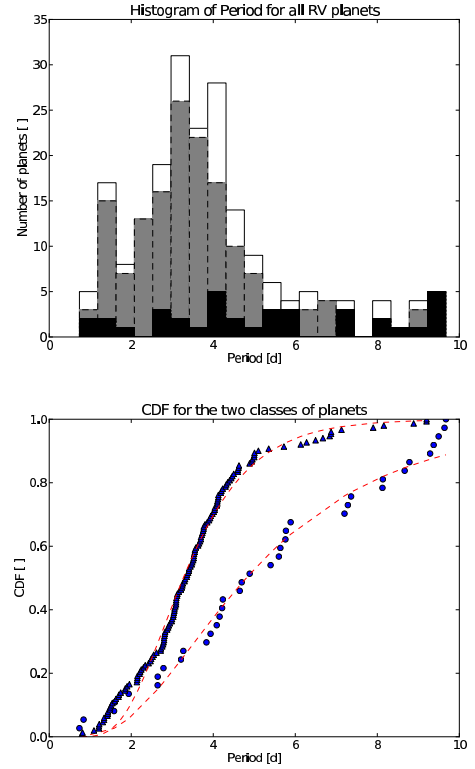 Histogram of Period for all RV planets
35
30
25
20
15
10
5
0
Number of planets [ ]
0 2 4 6 8 10
Period [d]
CDF for the two classes of planets
1.0
0.8
0.6
0.4
0.2
0.0
CDF [ ]
0 2 4 6 8 10
Period [d]